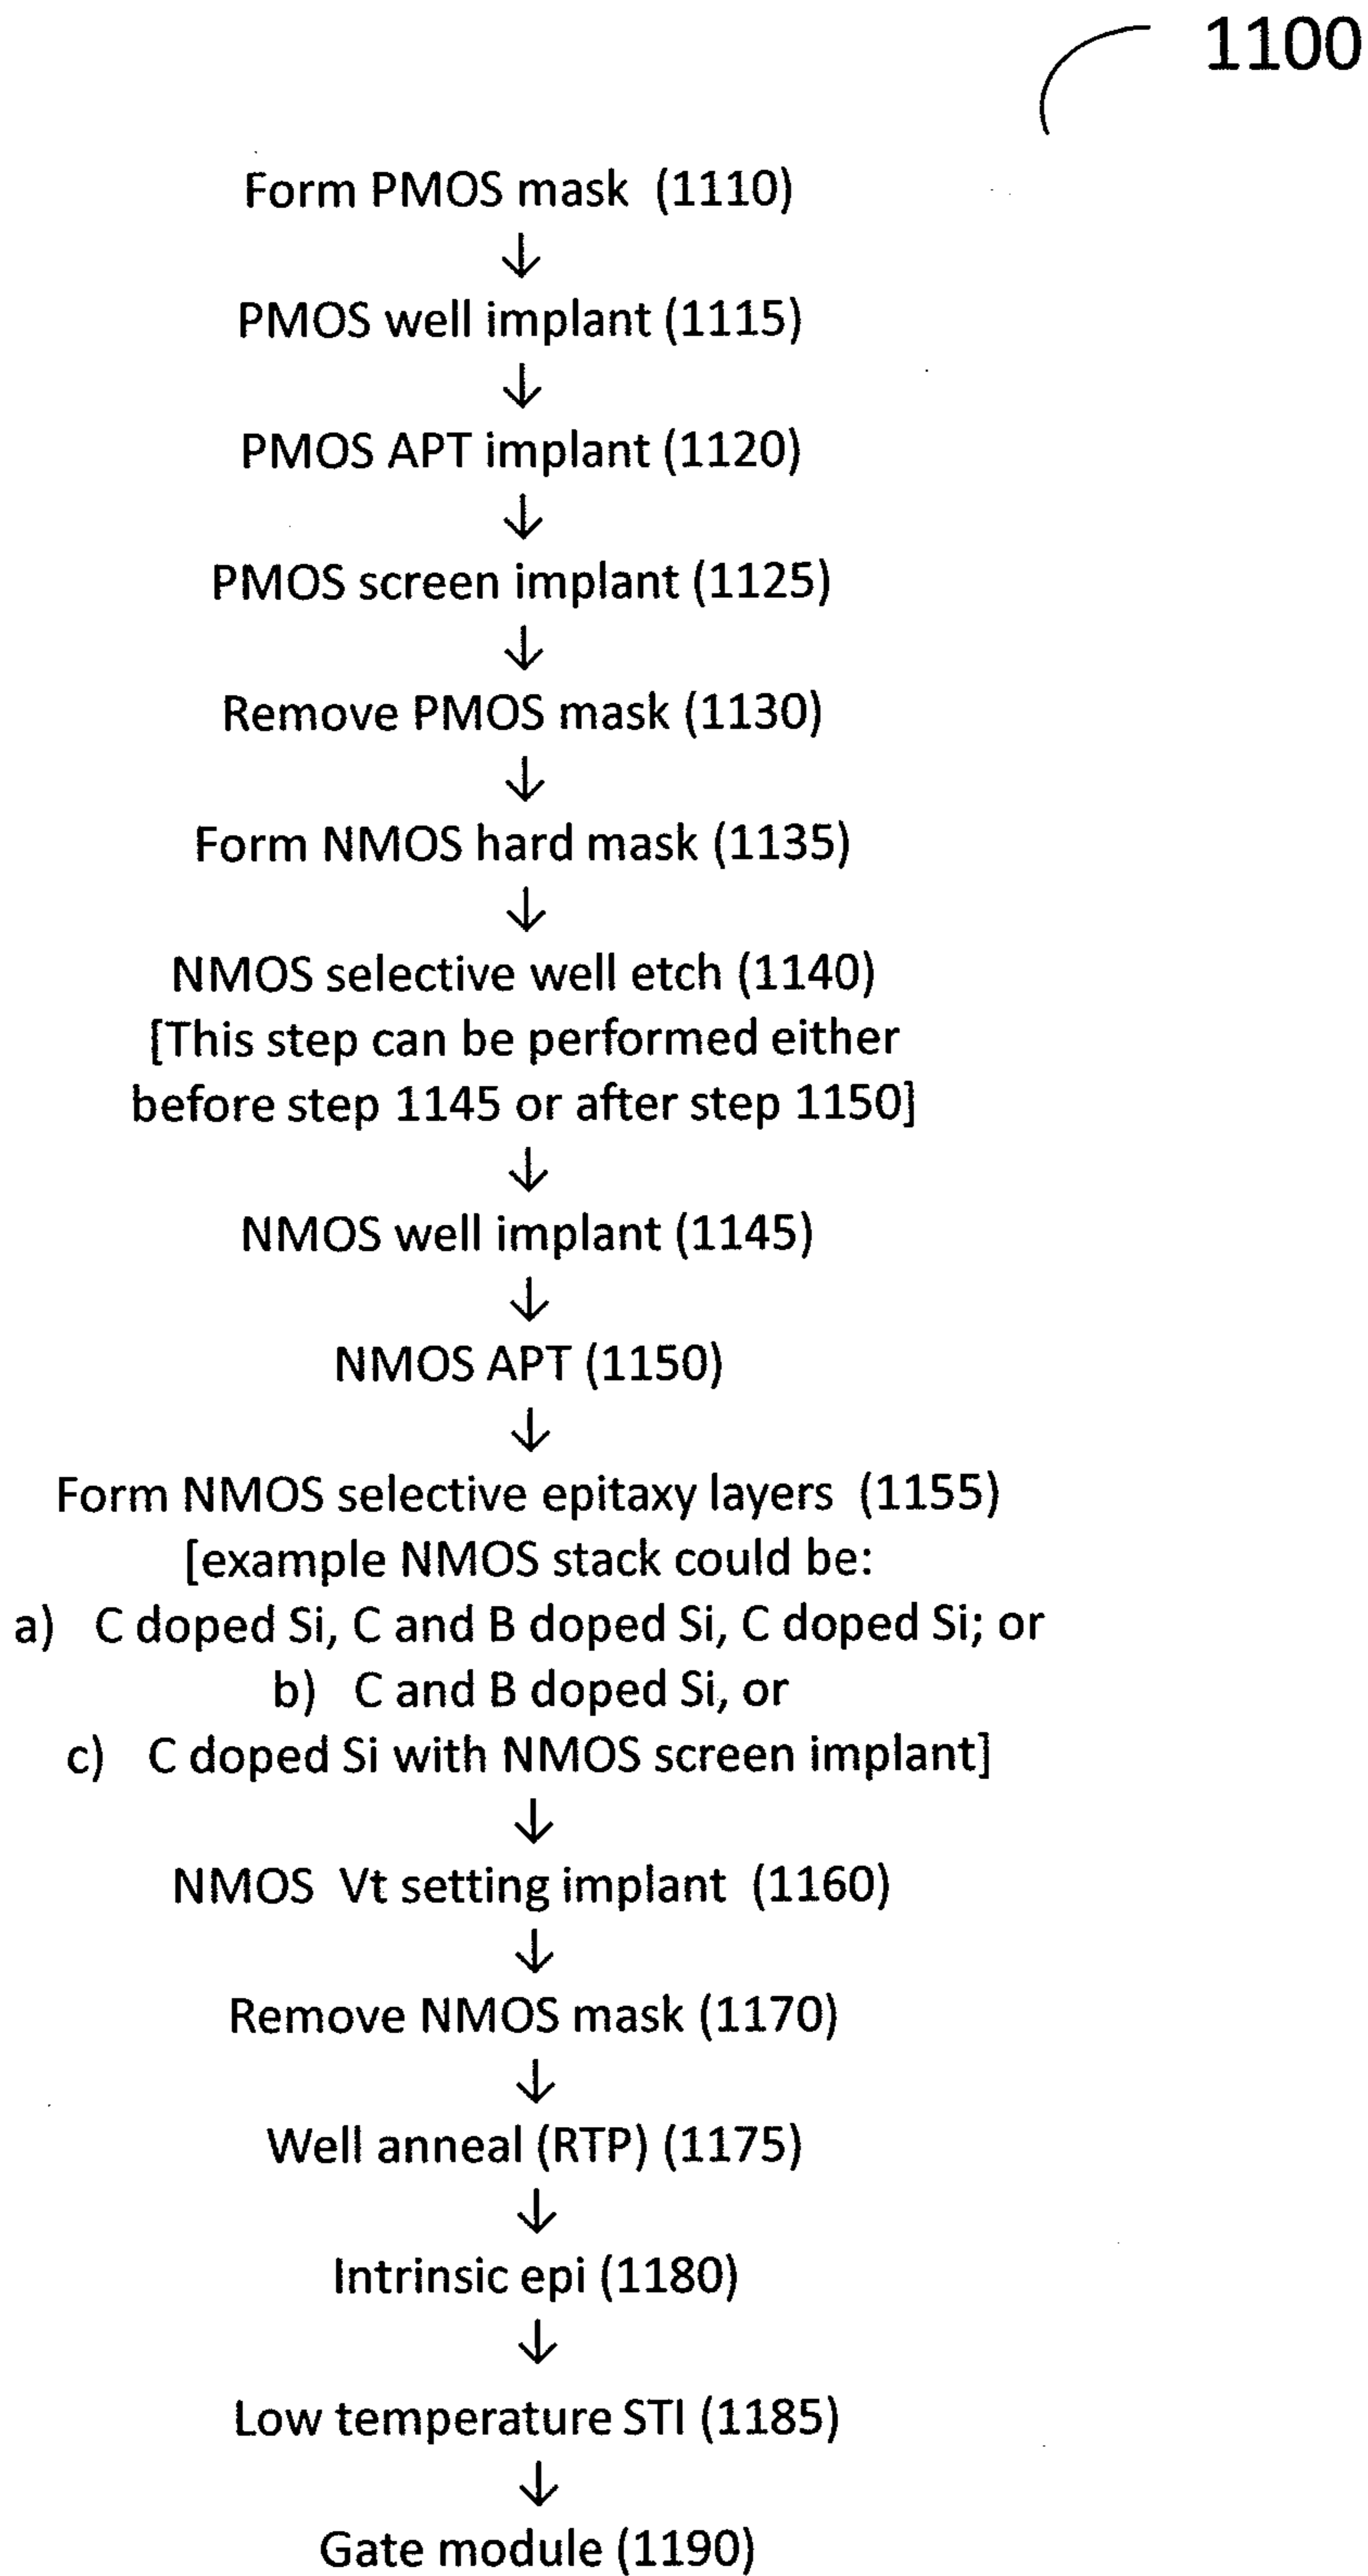 1100
Form PMOS mask (1110)
↓
PMOS well implant (1115)
↓
PMOS APT implant (1120)
↓
PMOS screen implant (1125)
↓
Remove PMOS mask (1130)
↓
Form NMOS hard mask (1135)
↓
NMOS selective well etch (1140)
[This step can be performed either
before step 1145 or after step 1150]
↓
NMOS well implant (1145)
↓
NMOS APT (1150)
↓
Form NMOS selective epitaxy layers (1155)
[example NMOS stack could be:
a) C doped Si, C and B doped Si, C doped Si; or
b) C and B doped Si, or
c) C doped Si with NMOS screen implant]
↓
NMOS Vt setting implant (1160)
↓
Remove NMOS mask (1170)
↓
Well anneal (RTP) (1175)
↓
Intrinsic epi (1180)
↓
Low temperature STI (1185)
↓
Gate module (1190)